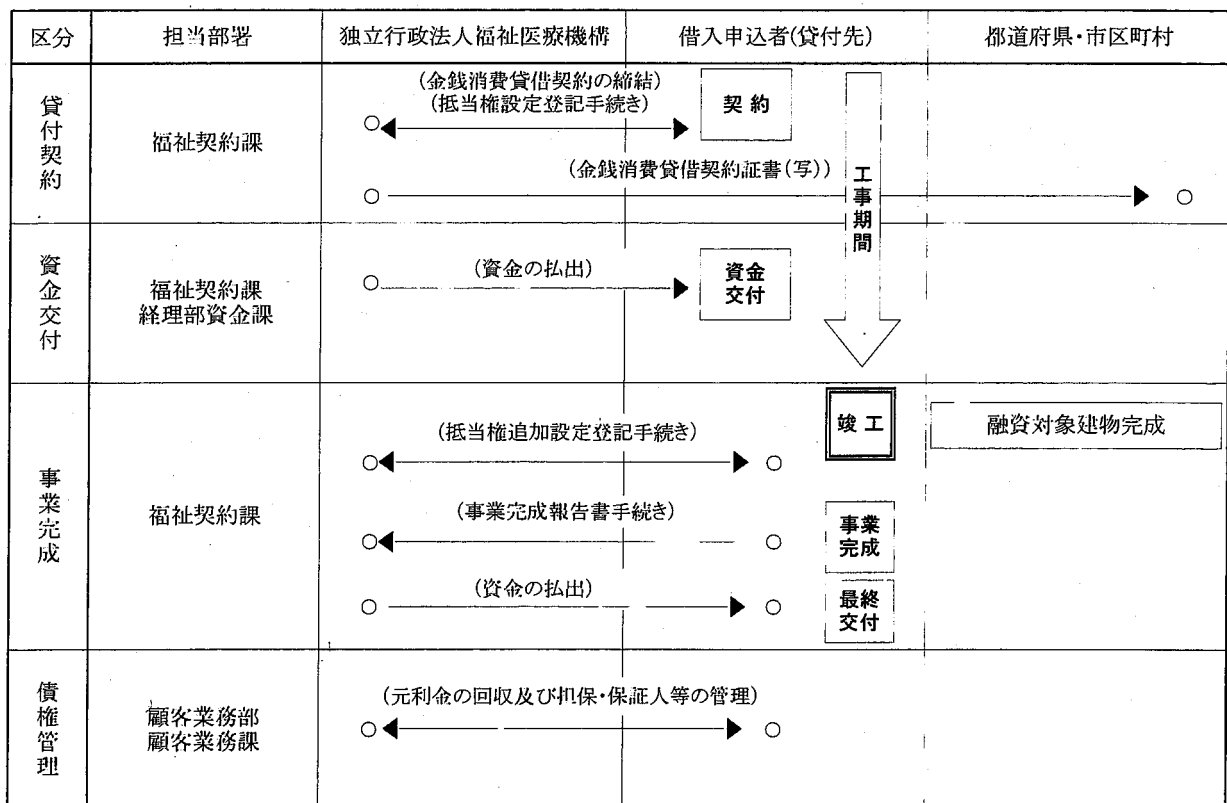 区分
担当部署
独立行政法人福祉医療機構
借入申込者(貸付先)
都道府県・市区町村
貸付契約
福祉契約課
(金銭消費貸借契約の締結)
(抵当権設定登記手続き)
契約
(金銭消費貸借契約証書(写))
工事期間
資金交付
福祉契約課
経理部資金課
(資金の払出)
資金
交付
事業完成
福祉契約課
竣工
融資対象建物完成
(抵当権追加設定登記手続き)
(事業完成報告書手続き)
事業
完成
(資金の払出)
最終
交付
債権管理
顧客業務部
顧客業務課
(元利金の回収及び担保・保証人等の管理)